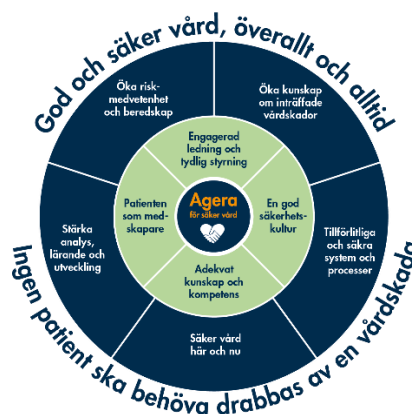 God och säker vård, överallt och alltid
Öka risk-
medvetenhet
och beredskap
Öka kunskap
om inträffade
vårdskador
Engagerad
ledning och
tydlig styrning
Patienten
som med-
skapare
Agera
för säker vård
En god
säkerhets-
kultur
Stärka
analys,
lärande och
utveckling
Tillförlitliga
och säkra
system och
processer
Adekvat
kunskap och
kompetens
Säker vård
här och nu
Ingen patient ska behöva drabbas av en vårdskada